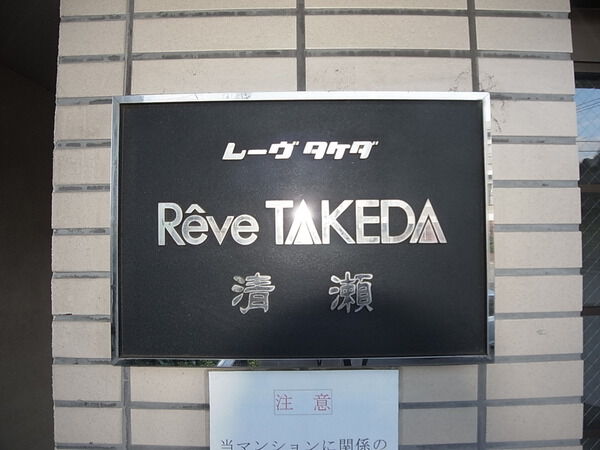 レーヴ タケダ
Rêve TAKEDA
清瀬
注意
当マンションに関係の